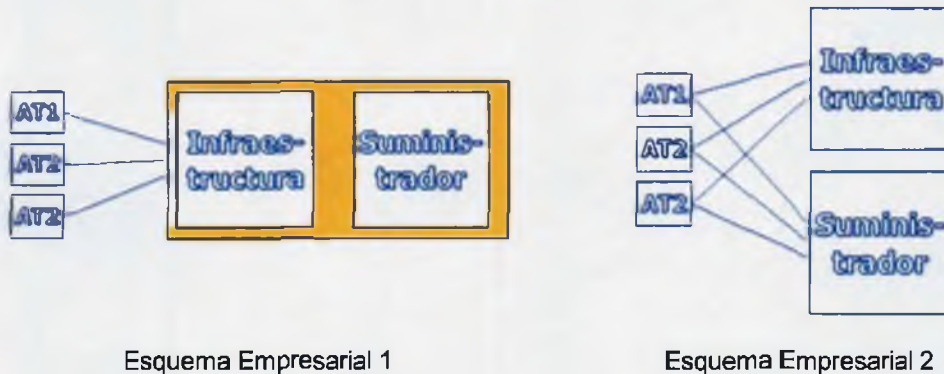 AT1
AT2
AT2
Infraes-
tructura
Suminis-
trador
Esquema Empresarial 1
AT1
AT2
AT2
Infraes-
tructura
Suminis-
trador
Esquema Empresarial 2